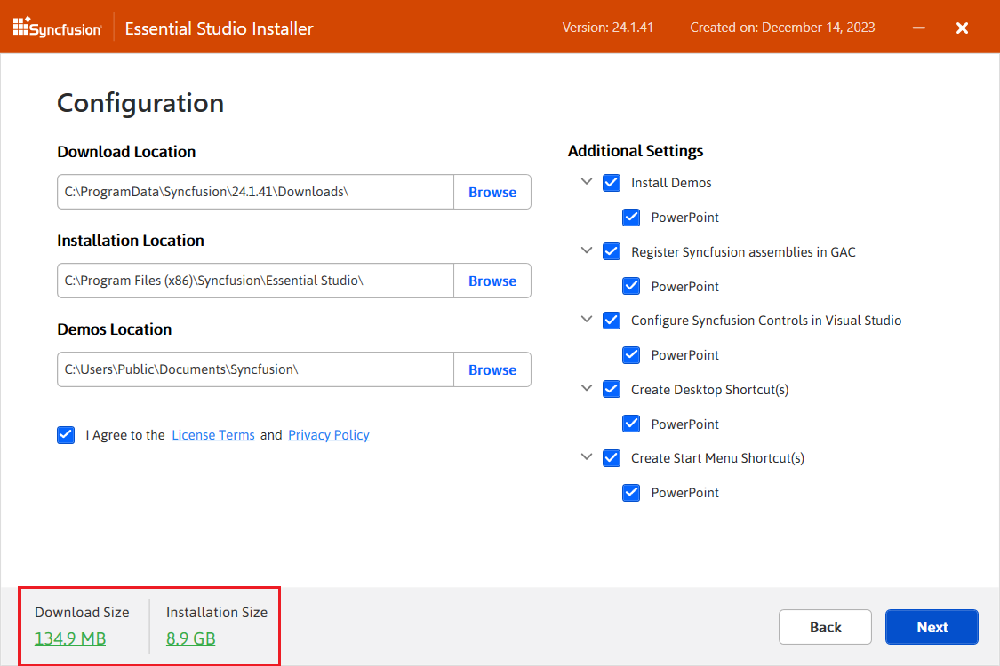 Syncfusion Essential Studio Installer Version: 24.1.41 Created on: December 14, 2023
Configuration
Download Location
C:\ProgramData\Syncfusion\24.1.41\Downloads\ Browse
Installation Location
C:\Program Files (x86)\Syncfusion\Essential Studio\ Browse
Demos Location
C:\Users\Public\Documents\Syncfusion\ Browse
I Agree to the License Terms and Privacy Policy
Additional Settings
Install Demos
PowerPoint
Register Syncfusion assemblies in GAC
PowerPoint
Configure Syncfusion Controls in Visual Studio
PowerPoint
Create Desktop Shortcut(s)
PowerPoint
Create Start Menu Shortcut(s)
PowerPoint
Download Size
134.9 MB
Installation Size
8.9 GB
Back
Next